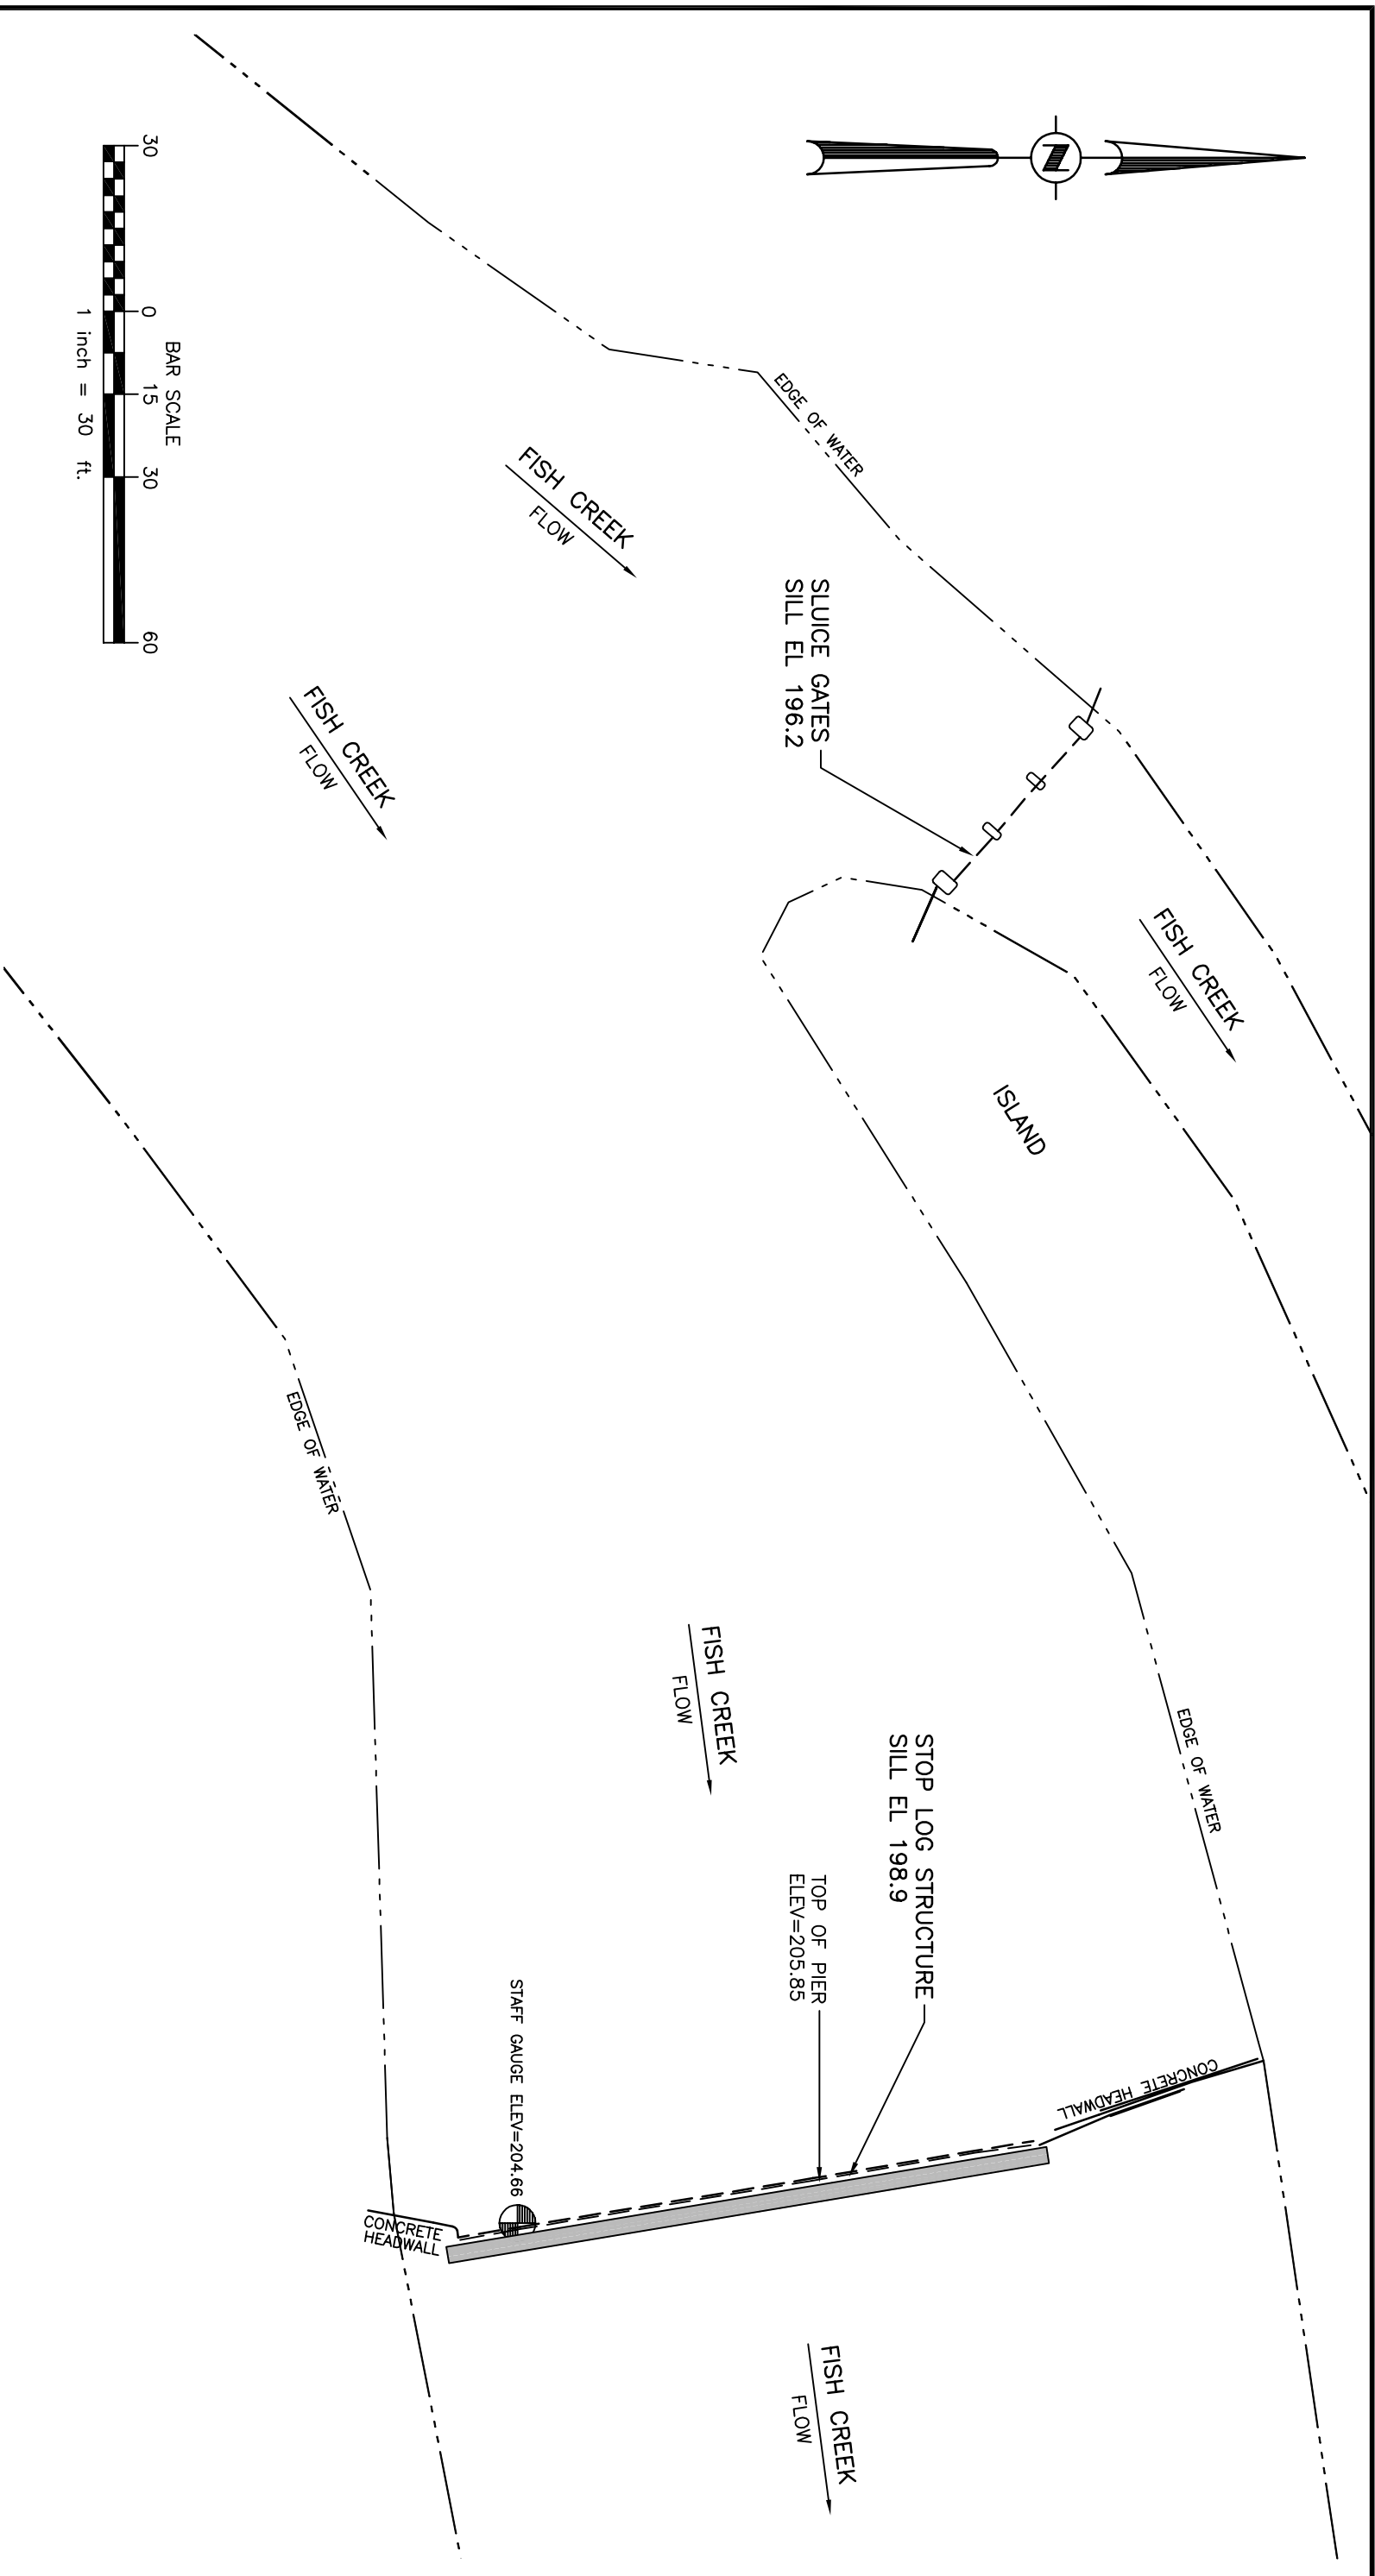 N
EDGE OF WATER
FISH CREEK
FLOW
SLUICE GATES
SILL EL 196.2
FISH CREEK
FLOW
ISLAND
FISH CREEK
FLOW
EDGE OF WATER
EDGE OF WATER
FISH CREEK
FLOW
STOP LOG STRUCTURE
SILL EL 198.9
TOP OF PIER
ELEV=205.85
STAFF GAUGE ELEV=204.66
CONCRETE HEADWALL
CONCRETE
HEADWALL
FISH CREEK
FLOW
BAR SCALE
30 0 15 30 60
1 inch = 30 ft.